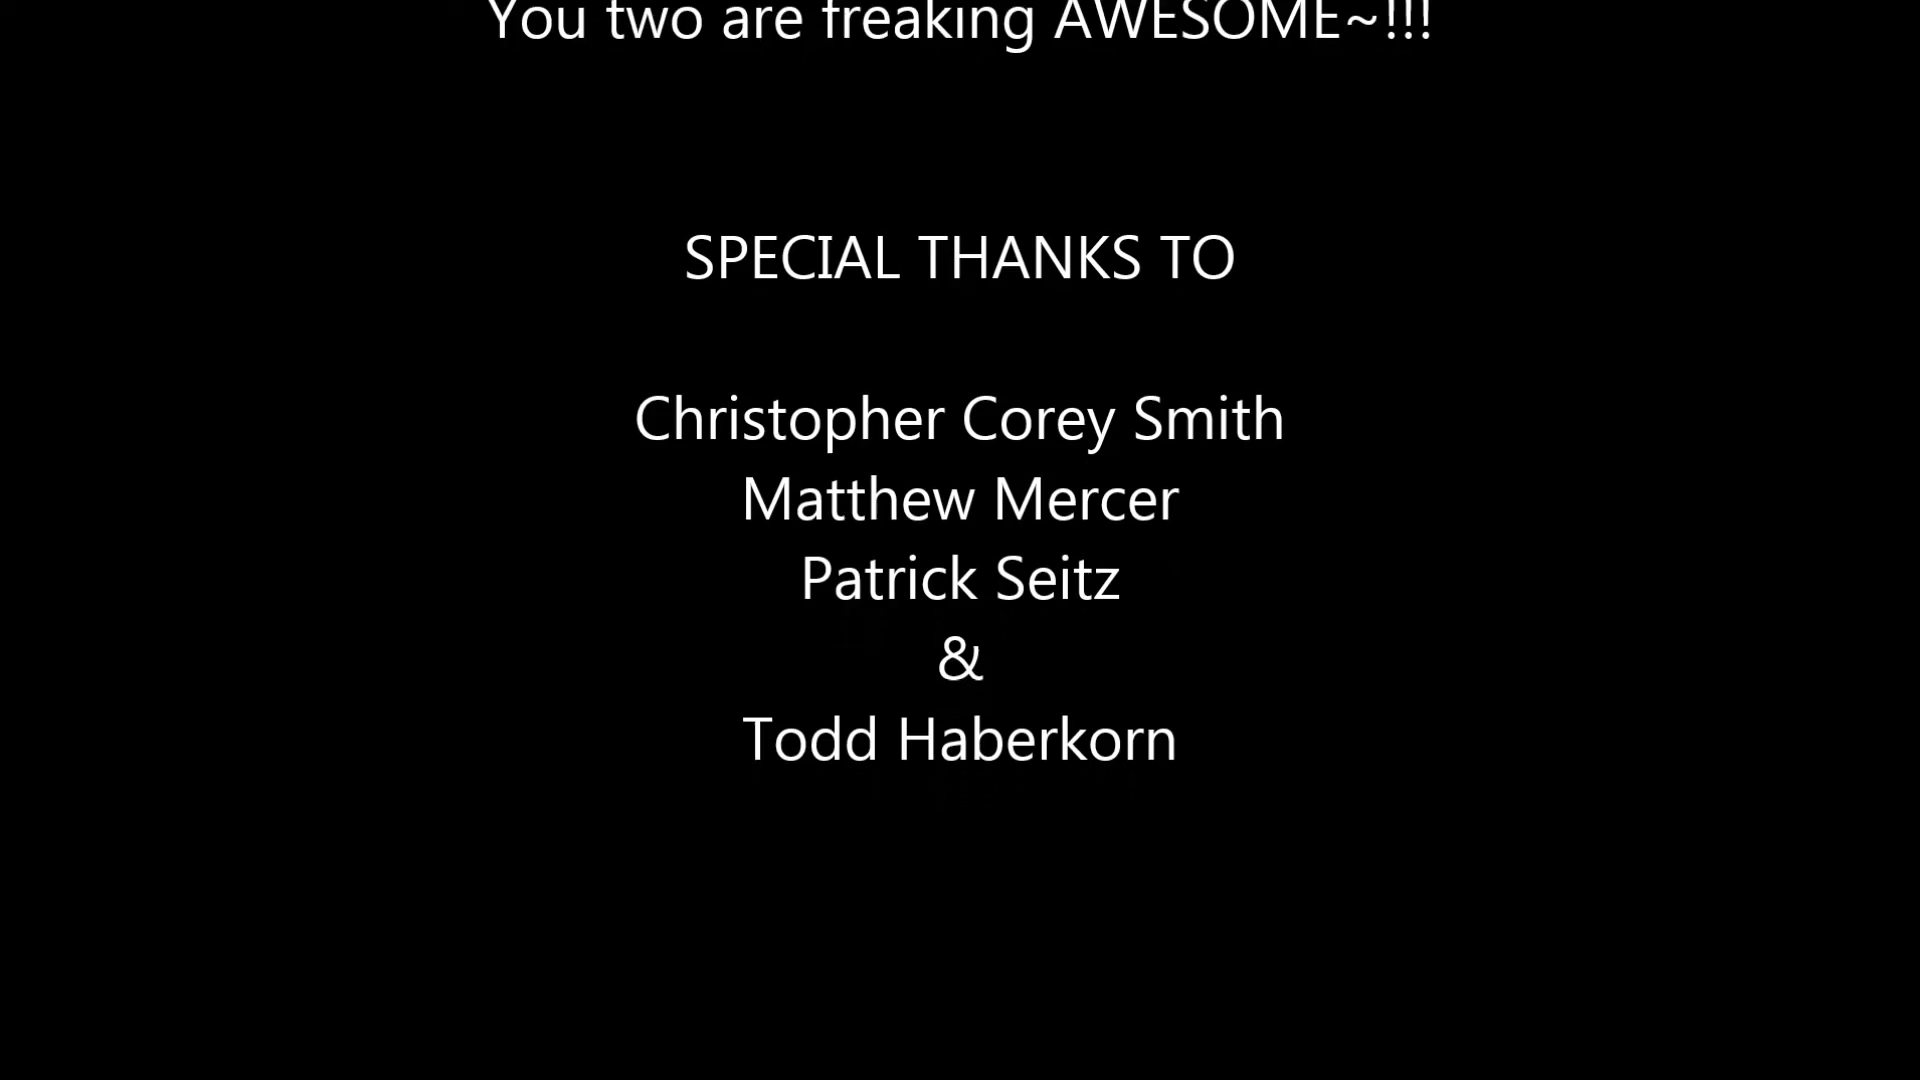 You two are freaking AWESOME~!!!
SPECIAL THANKS TO
Christopher Corey Smith
Matthew Mercer
Patrick Seitz
&
Todd Haberkorn